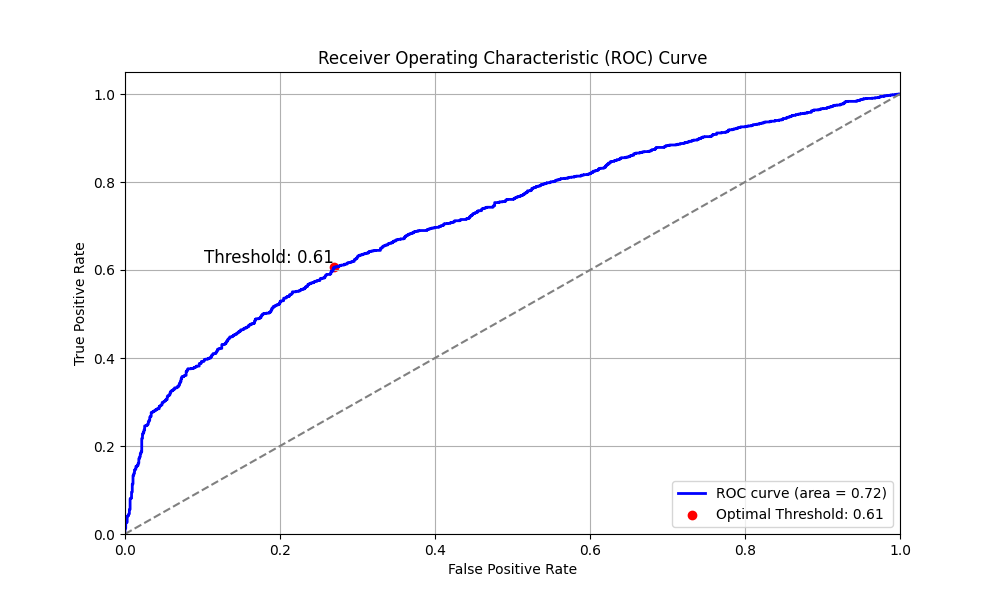 Receiver Operating Characteristic (ROC) Curve
True Positive Rate
1.0
0.8
0.6
0.4
0.2
0.0
Threshold: 0.61
ROC curve (area = 0.72)
Optimal Threshold: 0.61
0.0 0.2 0.4 0.6 0.8 1.0
False Positive Rate